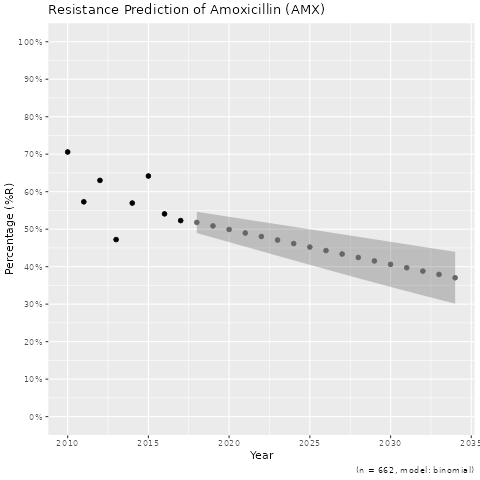 Resistance Prediction of Amoxicillin (AMX)
100%
90%
80%
70%
60%
50%
40%
30%
20%
10%
0%
Percentage (%R)
2010 2015 2020 2025 2030 2035
Year
(n = 662, model: binomial)